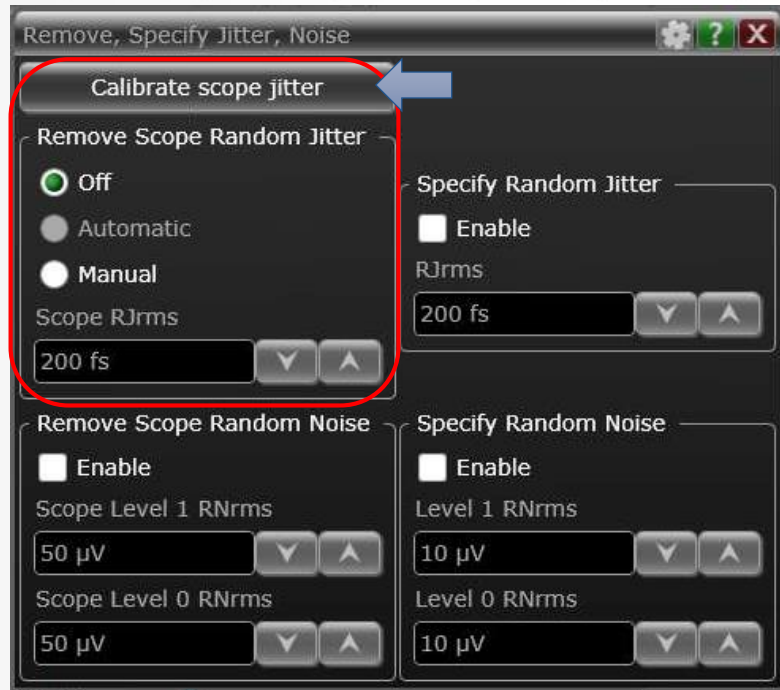 Remove, Specify Jitter, Noise
?
X
Calibrate scope jitter
Remove Scope Random Jitter
Off
Automatic
Manual
Scope RJrms
200 fs
Specify Random Jitter
Enable
RJrms
200 fs
Remove Scope Random Noise
Enable
Scope Level 1 RNrms
50 µV
Scope Level 0 RNrms
50 µV
Specify Random Noise
Enable
Level 1 RNrms
10 µV
Level 0 RNrms
10 µV